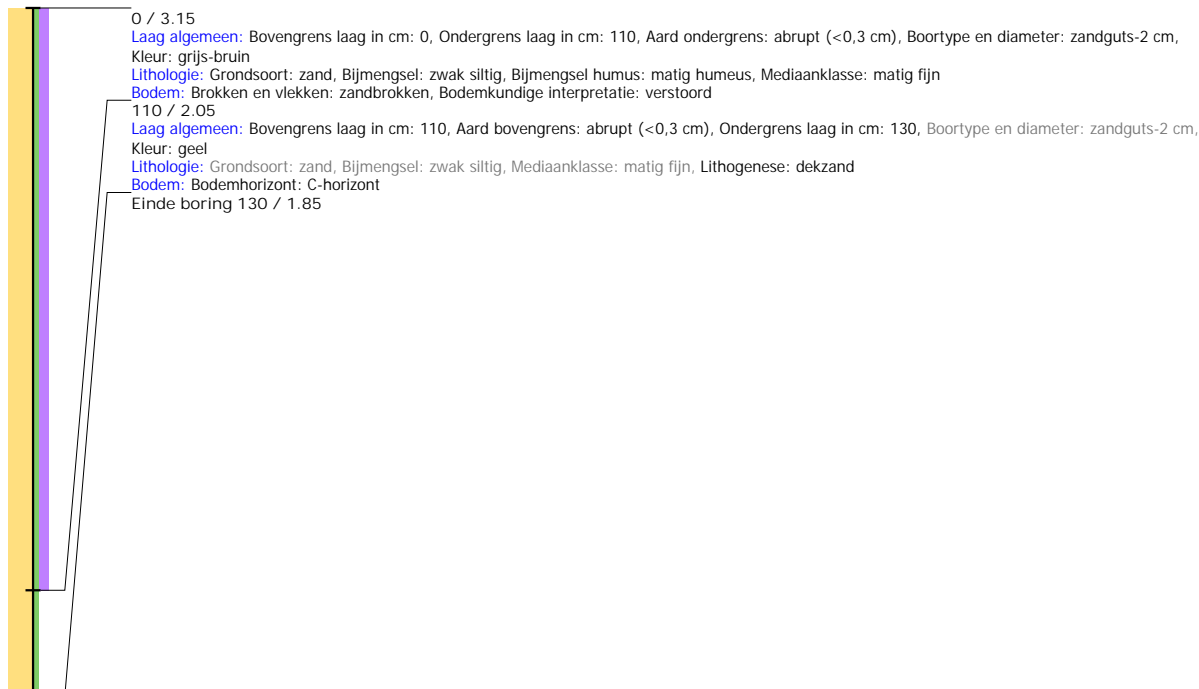 0 / 3.15
Laag algemeen: Bovengrens laag in cm: 0, Ondergrens laag in cm: 110, Aard ondergrens: abrupt (<0,3 cm), Boortype en diameter: zandguts-2 cm,
Kleur: grijs-bruin
Lithologie: Grondsoort: zand, Bijmengsel: zwak siltig, Bijmengsel humus: matig humeus, Mediaanklasse: matig fijn
Bodem: Brokken en vlekken: zandbrokken, Bodemkundige interpretatie: verstoord
110 / 2.05
Laag algemeen: Bovengrens laag in cm: 110, Aard bovengrens: abrupt (<0,3 cm), Ondergrens laag in cm: 130, Boortype en diameter: zandguts-2 cm,
Kleur: geel
Lithologie: Grondsoort: zand, Bijmengsel: zwak siltig, Mediaanklasse: matig fijn, Lithogenese: dekzand
Bodem: Bodemhorizont: C-horizont
Einde boring 130 / 1.85